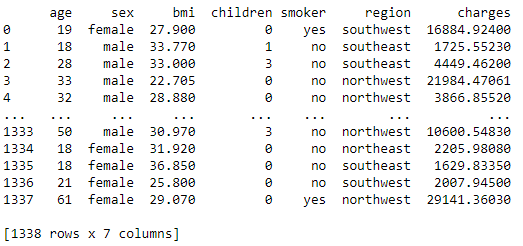 age sex bmi children smoker region charges
0 19 female 27.900 0 yes southwest 16884.92400
1 18 male 33.770 1 no southeast 1725.55230
2 28 male 33.000 3 no southeast 4449.46200
3 33 male 22.705 0 no northwest 21984.47061
4 32 male 28.880 0 no northwest 3866.85520
... ... ... ... ... ... ... ...
1333 50 male 30.970 3 no northwest 10600.54830
1334 18 female 31.920 0 no northeast 2205.98080
1335 18 female 36.850 0 no southeast 1629.83350
1336 21 female 25.800 0 no southwest 2007.94500
1337 61 female 29.070 0 yes northwest 29141.36030
[1338 rows x 7 columns]